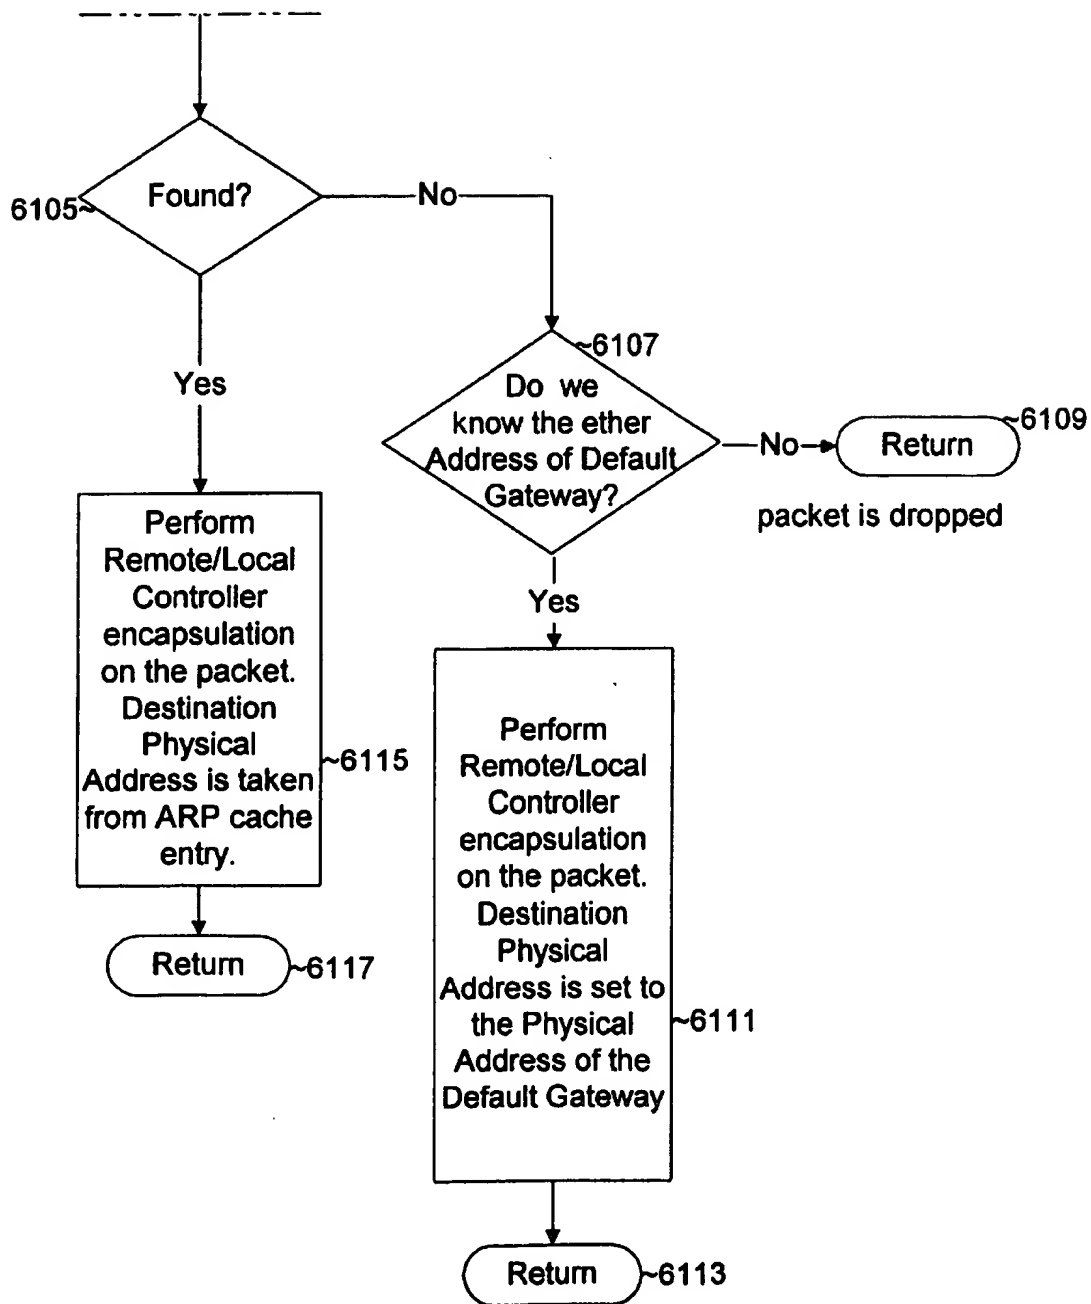 Found?
6105~
No
Yes
~6107
Do we
know the ether
Address of Default
Gateway?
No
~6109
Return
packet is dropped
Perform
Remote/Local
Controller
encapsulation
on the packet.
Destination
Physical
Address is taken
from ARP cache
entry.
~6115
Return
~6117
Yes
Perform
Remote/Local
Controller
encapsulation
on the packet.
Destination
Physical
Address is set to
the Physical
Address of the
Default Gateway
~6111
Return
~6113